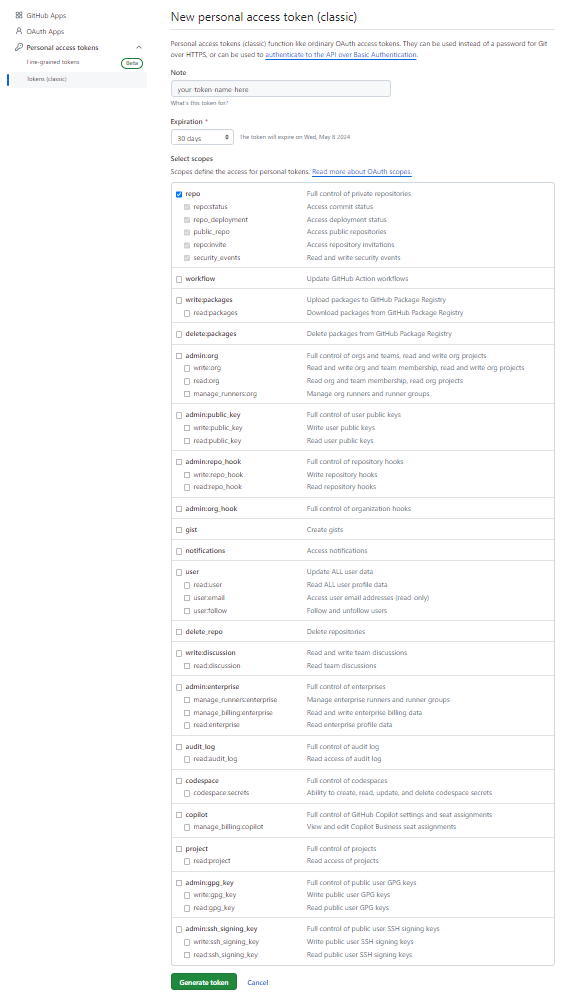 GitHub Apps
OAuth Apps
Personal access tokens
Fine-grained tokens
Beta
Tokens (classic)
New personal access token (classic)
Personal access tokens (classic) function like ordinary OAuth access tokens. They can be used instead of a password for Git
over HTTPS, or can be used to authenticate to the API over Basic Authentication.
Note
your-token-name-here
What's this token for?
Expiration *
30 days
The token will expire on Wed, May 8 2024
Select scopes
Scopes define the access for personal tokens. Read more about OAuth scopes.
repo Full control of private repositories
repo:status Access commit status
repo_deployment Access deployment status
public_repo Access public repositories
repo:invite Access repository invitations
security_events Read and write security events
workflow Update GitHub Action workflows
write:packages Upload packages to GitHub Package Registry
read:packages Download packages from GitHub Package Registry
delete:packages Delete packages from GitHub Package Registry
admin:org Full control of orgs and teams, read and write org projects
write:org Read and write org and team membership, read and write org projects
read:org Read org and team membership, read org projects
manage_runners:org Manage org runners and runner groups
admin:public_key Full control of user public keys
write:public_key Write user public keys
read:public_key Read user public keys
admin:repo_hook Full control of repository hooks
write:repo_hook Write repository hooks
read:repo_hook Read repository hooks
admin:org_hook Full control of organization hooks
gist Create gists
notifications Access notifications
user Update ALL user data
read:user Read ALL user profile data
user:email Access user email addresses (read-only)
user:follow Follow and unfollow users
delete_repo Delete repositories
write:discussion Read and write team discussions
read:discussion Read team discussions
admin:enterprise Full control of enterprises
manage_runners:enterprise Manage enterprise runners and runner groups
manage_billing:enterprise Read and write enterprise billing data
read:enterprise Read enterprise profile data
audit_log Full control of audit log
read:audit_log Read access of audit log
codespace Full control of codespaces
codespace:secrets Ability to create, read, update, and delete codespace secrets
copilot Full control of GitHub Copilot settings and seat assignments
manage_billing:copilot View and edit Copilot Business seat assignments
project Full control of projects
read:project Read access of projects
admin:gpg_key Full control of public user GPG keys
write:gpg_key Write public user GPG keys
read:gpg_key Read public user GPG keys
admin:ssh_signing_key Full control of public user SSH signing keys
write:ssh_signing_key Write public user SSH signing keys
read:ssh_signing_key Read public user SSH signing keys
Generate token
Cancel